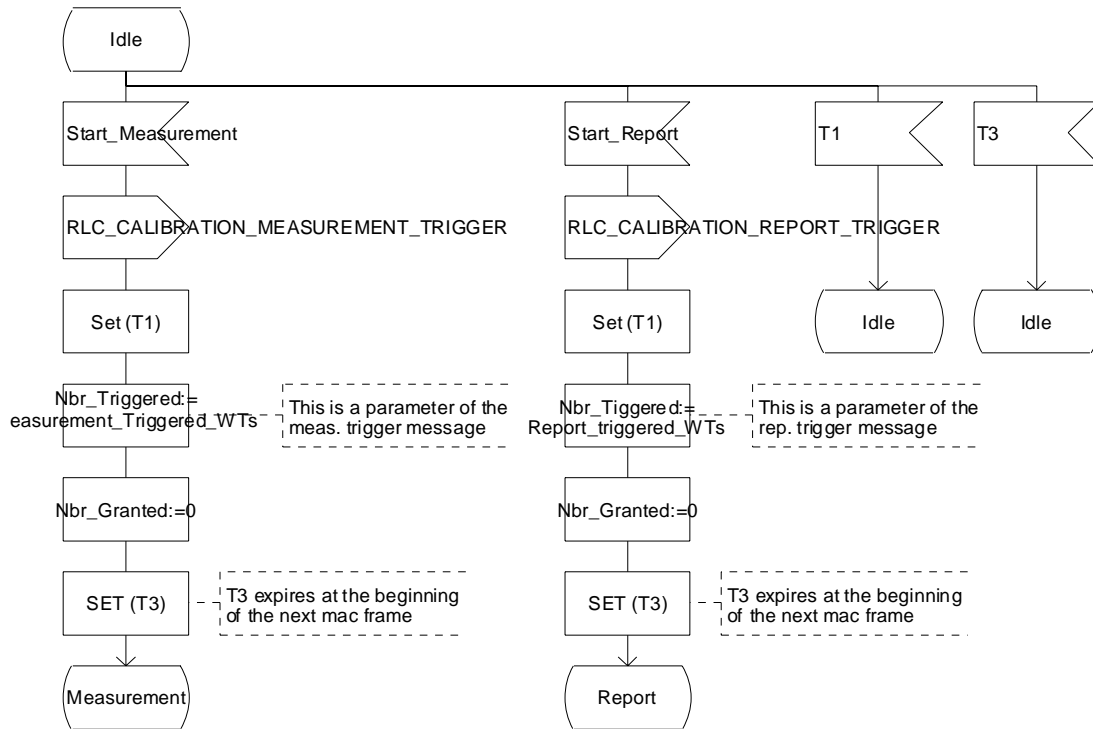 Idle
Start_Measurement
Start_Report
T1
T3
RLC_CALIBRATION_MEASUREMENT_TRIGGER
RLC_CALIBRATION_REPORT_TRIGGER
Set (T1)
Set (T1)
Idle
Idle
Nbr_Triggered:=
easurement_Triggered_WTs
This is a parameter of the
meas. trigger message
Nbr_Tiggered:=
Report_triggered_WTs
This is a parameter of the
rep. trigger message
Nbr_Granted:=0
Nbr_Granted:=0
SET (T3)
T3 expires at the beginning
of the next mac frame
SET (T3)
T3 expires at the beginning
of the next mac frame
Measurement
Report